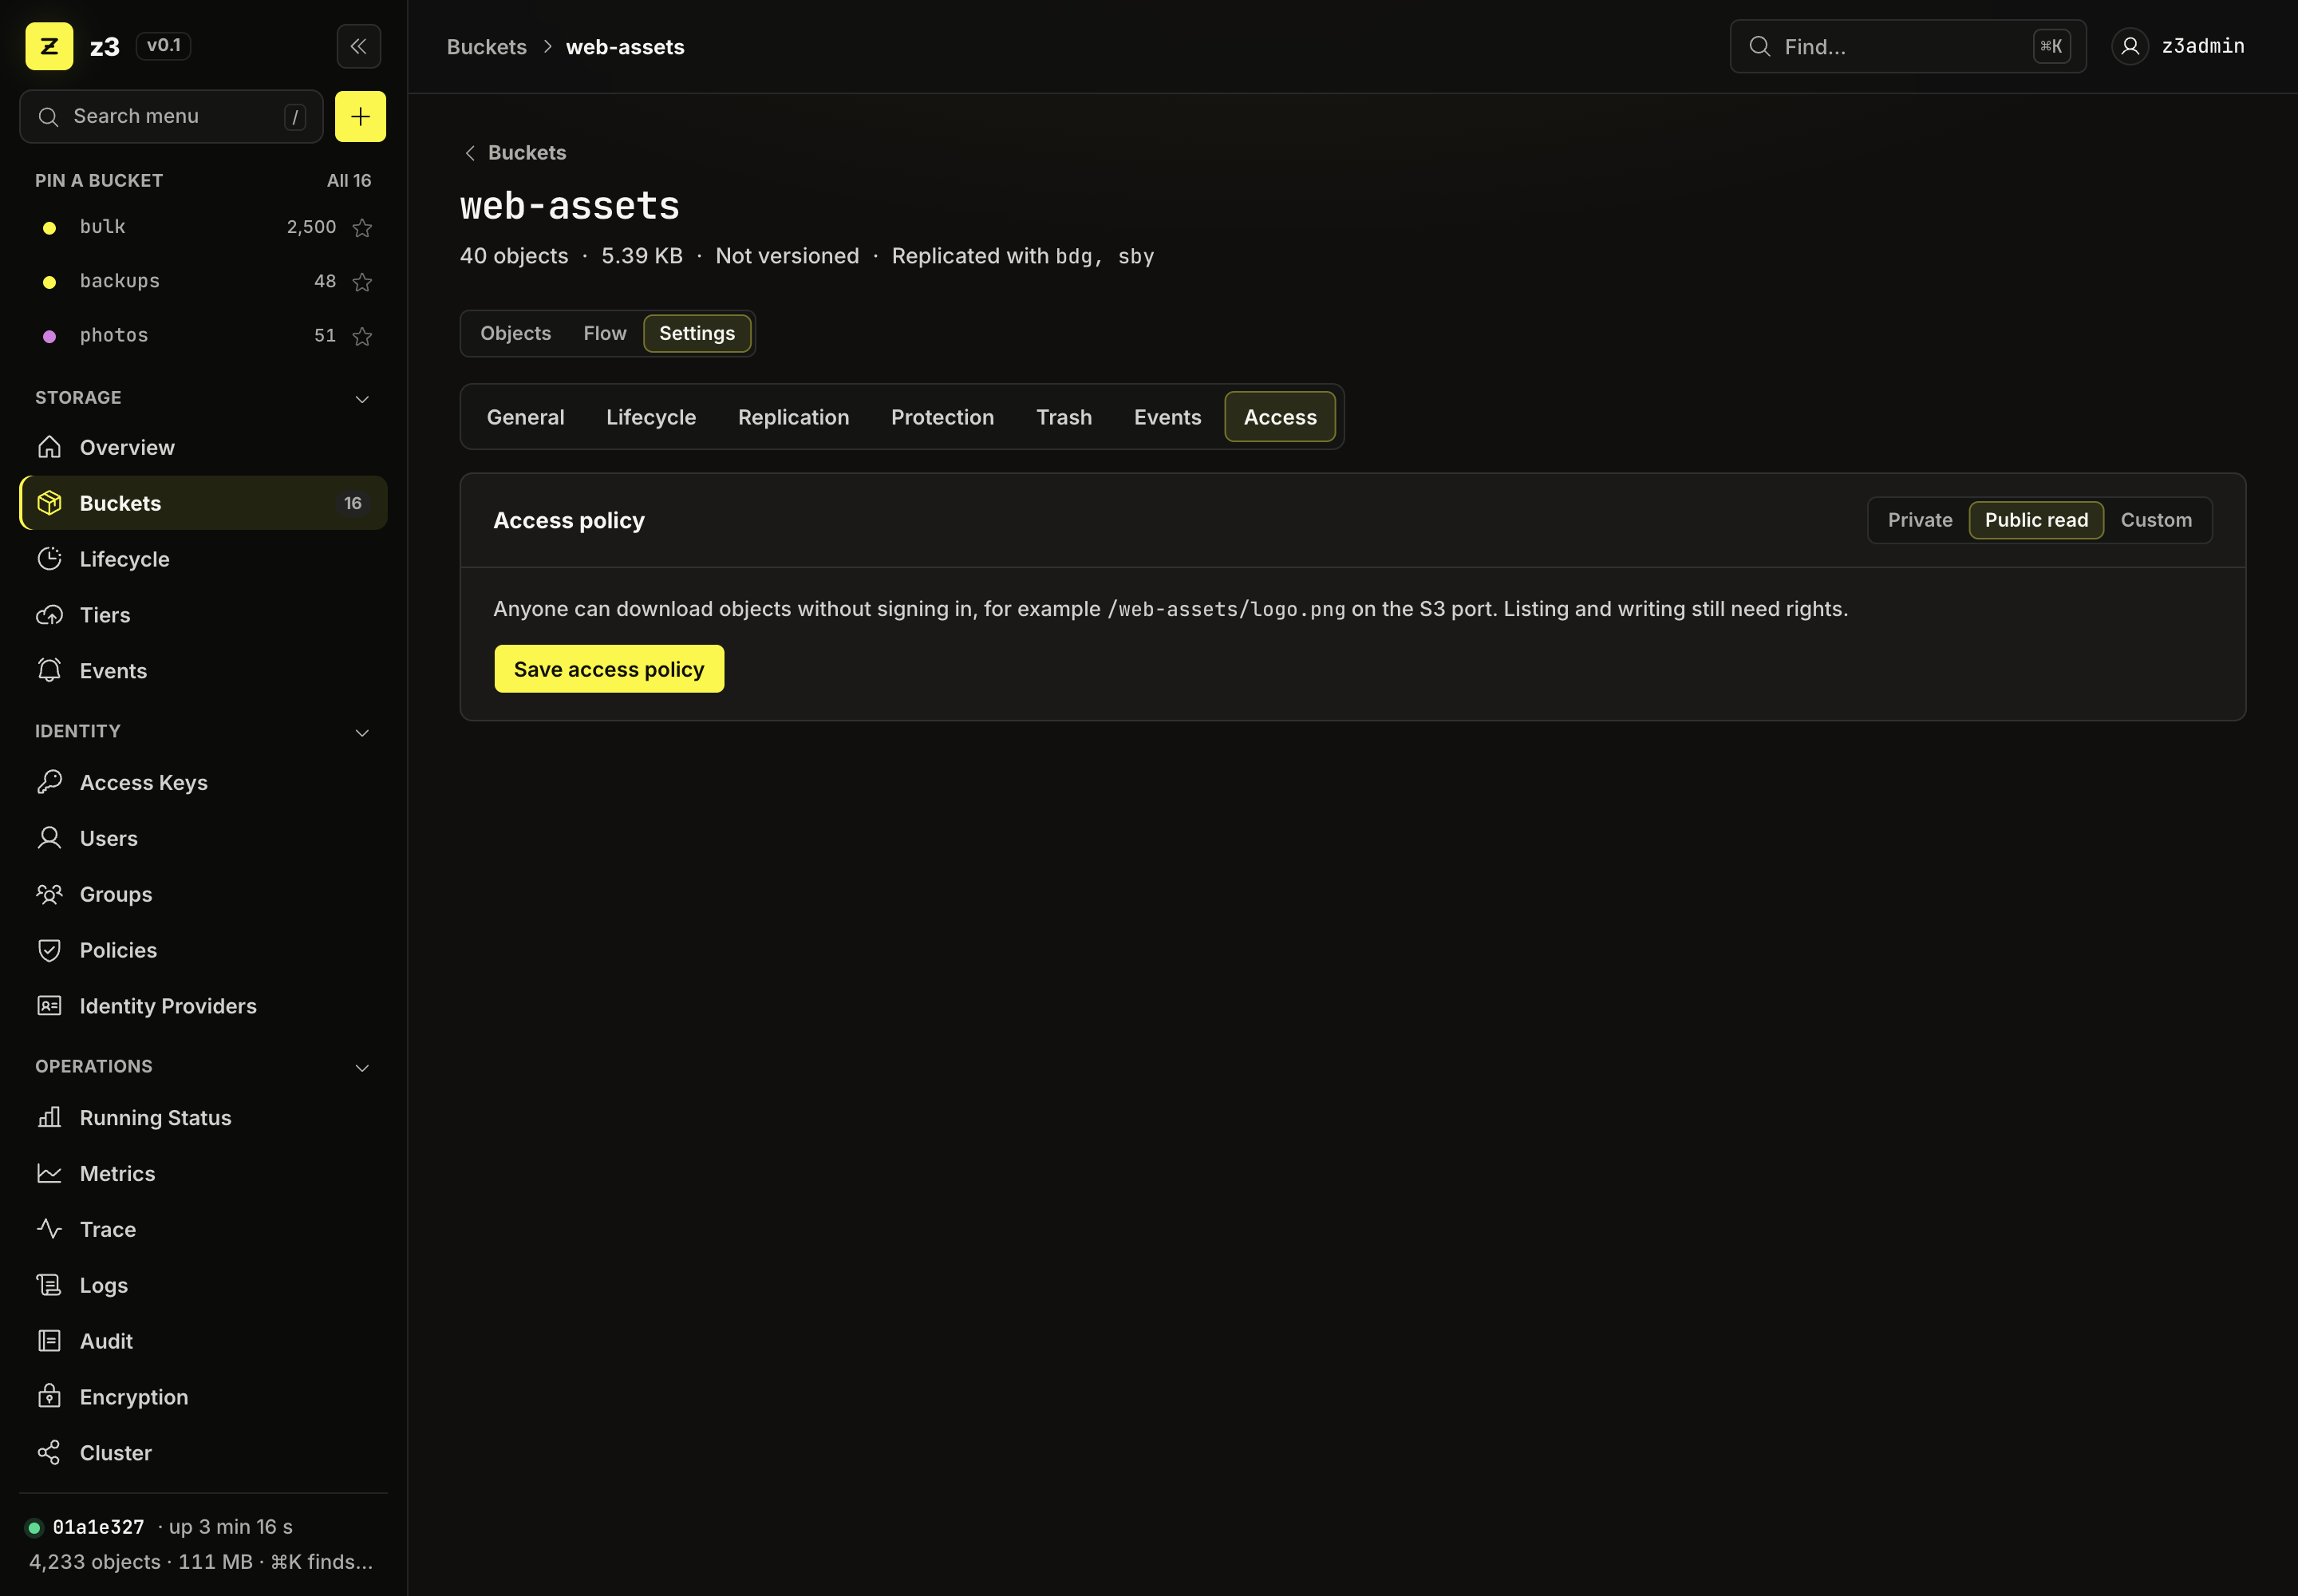 z3 v0.1
Search menu /
PIN A BUCKET All 16
bulk 2,500
backups 48
photos 51
STORAGE
Overview
Buckets 16
Lifecycle
Tiers
Events
IDENTITY
Access Keys
Users
Groups
Policies
Identity Providers
OPERATIONS
Running Status
Metrics
Trace
Logs
Audit
Encryption
Cluster
01a1e327 · up 3 min 16 s
4,233 objects · 111 MB · ⌘K finds...
Buckets > web-assets
Find... ⌘K
z3admin
Buckets
web-assets
40 objects · 5.39 KB · Not versioned · Replicated with bdg, sby
Objects Flow Settings
General Lifecycle Replication Protection Trash Events Access
Access policy
Private Public read Custom
Anyone can download objects without signing in, for example /web-assets/logo.png on the S3 port. Listing and writing still need rights.
Save access policy